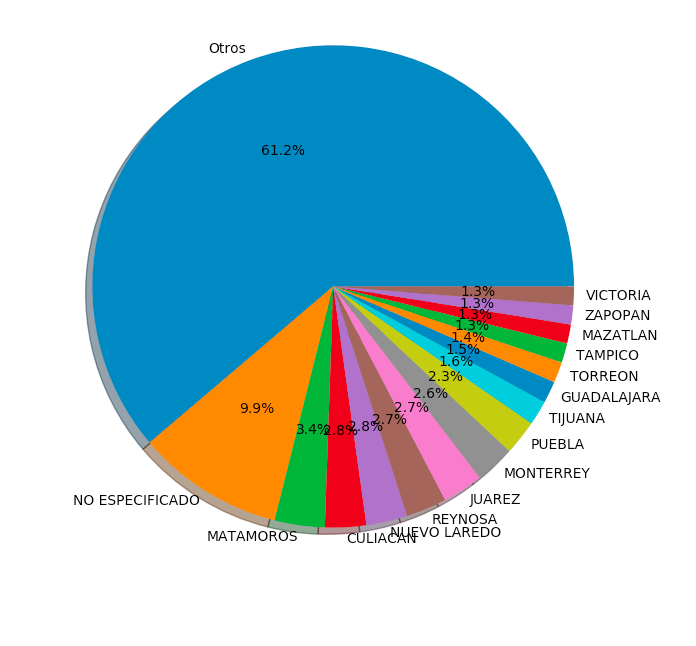 Otros
61.2%
9.9%
NO ESPECIFICADO
3.4%
MATAMOROS
2.8%
CULIACAN
2.8%
NUEVO LAREDO
2.7%
REYNOSA
2.7%
JUAREZ
2.6%
MONTERREY
2.3%
PUEBLA
1.6%
TIJUANA
1.5%
GUADALAJARA
1.4%
TORREON
1.3%
TAMPICO
1.3%
MAZATLAN
1.3%
ZAPOPAN
1.3%
VICTORIA